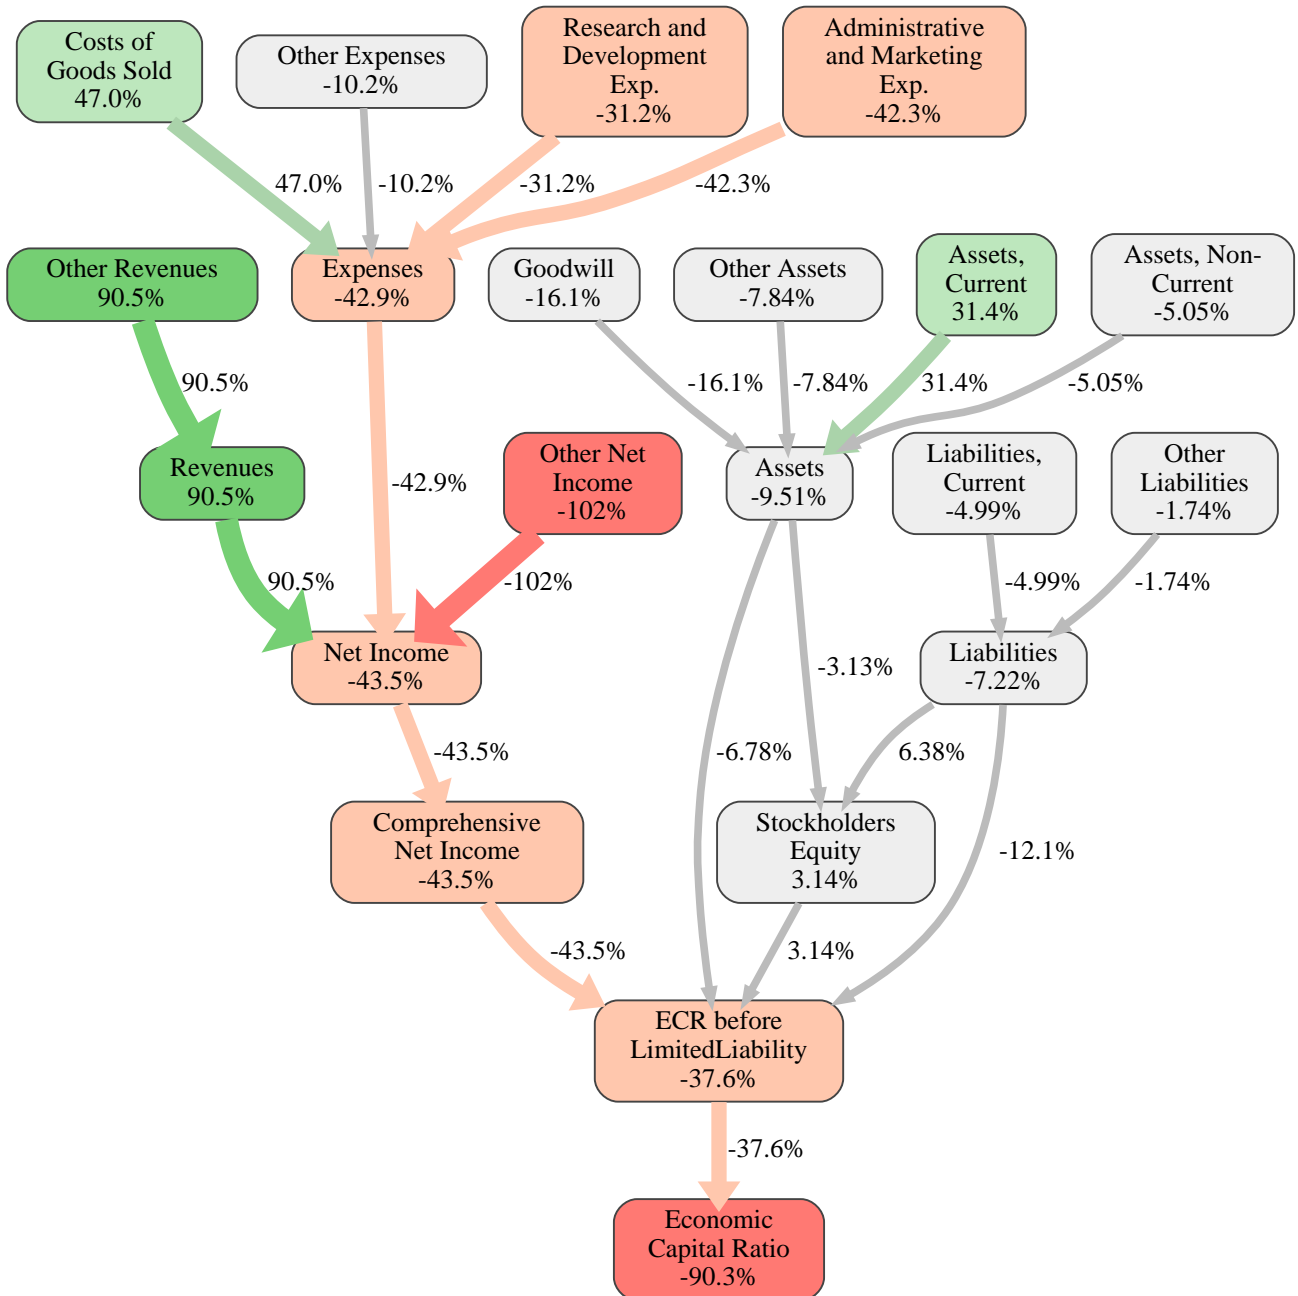 Costs of
Goods Sold
47.0%
Other Expenses
-10.2%
Research and
Development
Exp.
-31.2%
Administrative
and Marketing
Exp.
-42.3%
47.0%
-10.2%
-31.2%
-42.3%
Other Revenues
90.5%
Expenses
-42.9%
Goodwill
-16.1%
Other Assets
-7.84%
Assets,
Current
31.4%
Assets, Non-
Current
-5.05%
90.5%
-16.1%
-7.84%
31.4%
-5.05%
Revenues
90.5%
-42.9%
Other Net
Income
-102%
Assets
-9.51%
Liabilities,
Current
-4.99%
Other
Liabilities
-1.74%
90.5%
-102%
-4.99%
-1.74%
Net Income
-43.5%
-3.13%
Liabilities
-7.22%
-43.5%
-6.78%
6.38%
Comprehensive
Net Income
-43.5%
Stockholders
Equity
3.14%
-12.1%
-43.5%
3.14%
ECR before
LimitedLiability
-37.6%
-37.6%
Economic
Capital Ratio
-90.3%